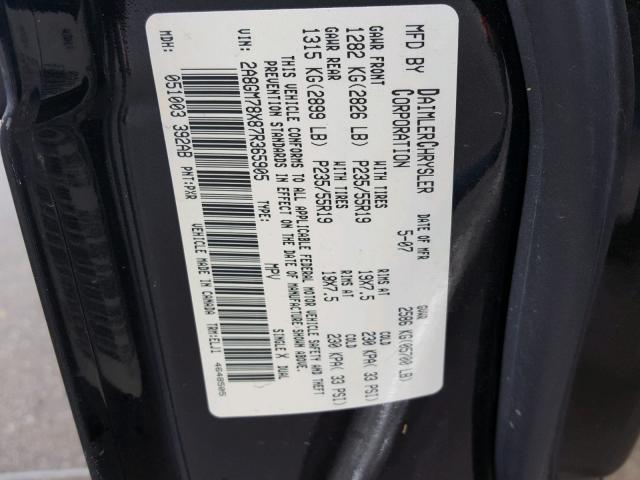 MFD BY DAIMLERCHRYSLER CORPORATION
DATE OF MFR 5-07
GVWR 2586 KG(05700 LB)
GAWR FRONT WITH TIRES RIMS AT COLD
1282 KG(2826 LB) P235/55R19 19X7.5 230 KPA( 33 PSI)
GAWR REAR WITH TIRES RIMS AT COLD
1315 KG(2899 LB) P235/55R19 19X7.5 230 KPA( 33 PSI)
THIS VEHICLE CONFORMS TO ALL APPLICABLE FEDERAL MOTOR VEHICLE SAFETY AND THEFT
PREVENTION STANDARDS IN EFFECT ON THE DATE OF MANUFACTURE SHOWN ABOVE.
VIN: 2A8GM78X87R365906 TYPE: MPV SINGLE X DUAL
MDH: 051003 392AB PNT:PXR
VEHICLE MADE IN CANADA TRM:ELJ1 4648505